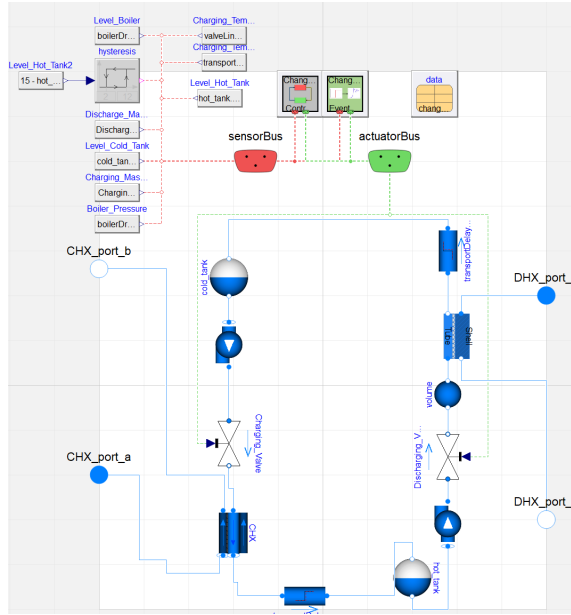 Level_Boiler
boilerDr...
Charging_Tem...
valveLin...
hysteresis
Charging_Tem...
transport...
Level_Hot_Tank2
15 - hot_...
Level_Hot_Tank
hot_tank....
Chang...
Contr...
Chang...
Event...
data
chang...
Discharge_Ma...
Discharg...
Level_Cold_Tank
cold_tan...
sensorBus
actuatorBus
Charging_Mas...
Chargin...
Boiler_Pressure
boilerDr...
CHX_port_b
cold_tank
transportDelay...
DHX_port_
Tube
Shell
volume
Charging_Valve
Discharging_V...
CHX_port_a
CHX
DHX_port_
hot_tank